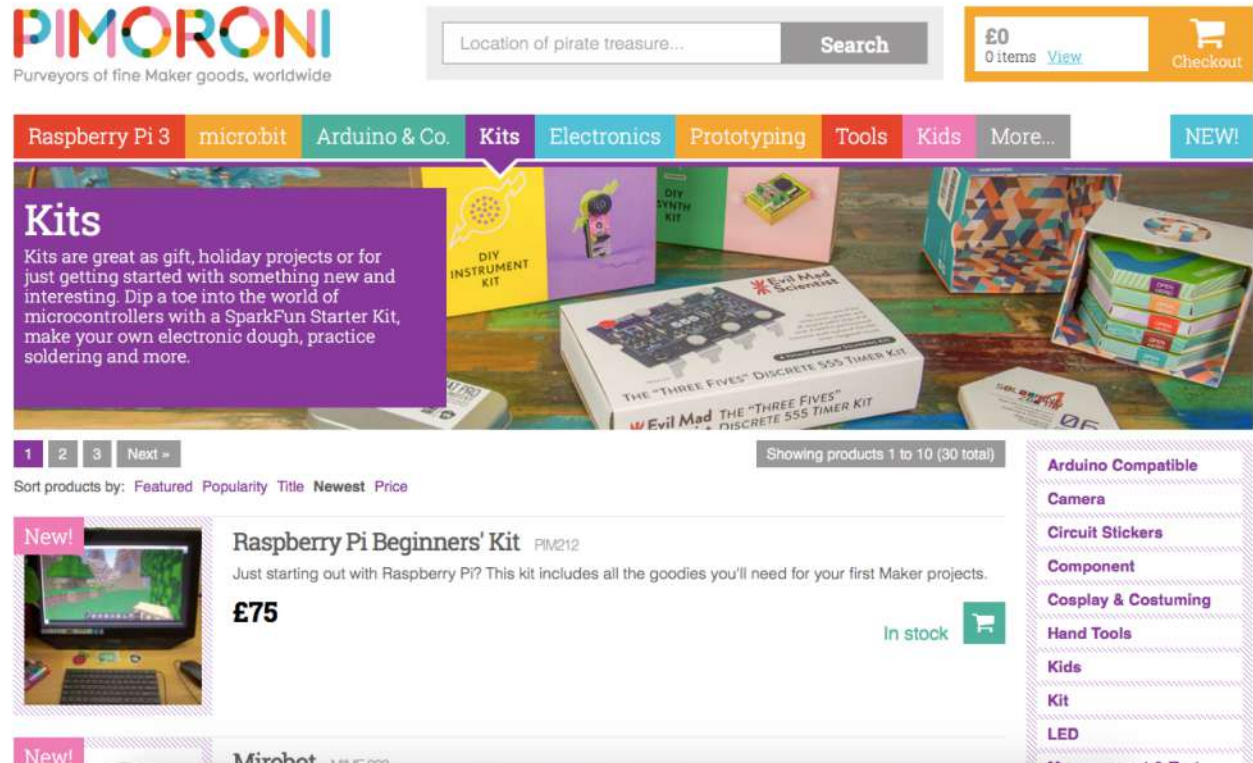 PIMORONI
Purveyors of fine Maker goods, worldwide
Location of pirate treasure...
Search
£0
0 items View
Checkout
Raspberry Pi 3
micro:bit
Arduino & Co.
Kits
Electronics
Prototyping
Tools
Kids
More...
NEW!
Kits
Kits are great as gift, holiday projects or for
just getting started with something new and
interesting. Dip a toe into the world of
microcontrollers with a SparkFun Starter Kit,
make your own electronic dough, practice
soldering and more.
DIY
INSTRUMENT
KIT
DIY
SYNTH
KIT
Evil Mad
Scientist
555
THE "THREE FIVES" DISCRETE 555 TIMER KIT
Evil Mad THE "THREE FIVES"
DISCRETE 555 TIMER KIT
06
1 2 3 Next »
Showing products 1 to 10 (30 total)
Sort products by: Featured Popularity Title Newest Price
New!
Raspberry Pi Beginners' Kit PIM212
Just starting out with Raspberry Pi? This kit includes all the goodies you'll need for your first Maker projects.
£75
In stock
New!
Mirobot
Arduino Compatible
Camera
Circuit Stickers
Component
Cosplay & Costuming
Hand Tools
Kids
Kit
LED